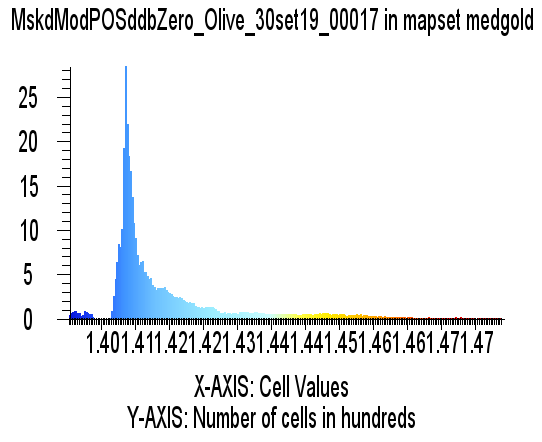 MskdModPOSddbZero_Olive_30set19_00017 in mapset medgold
25
20
15
10
5
0
1.40 1.41 1.42 1.42 1.43 1.44 1.44 1.45 1.46 1.46 1.47 1.47
X-AXIS: Cell Values
Y-AXIS: Number of cells in hundreds